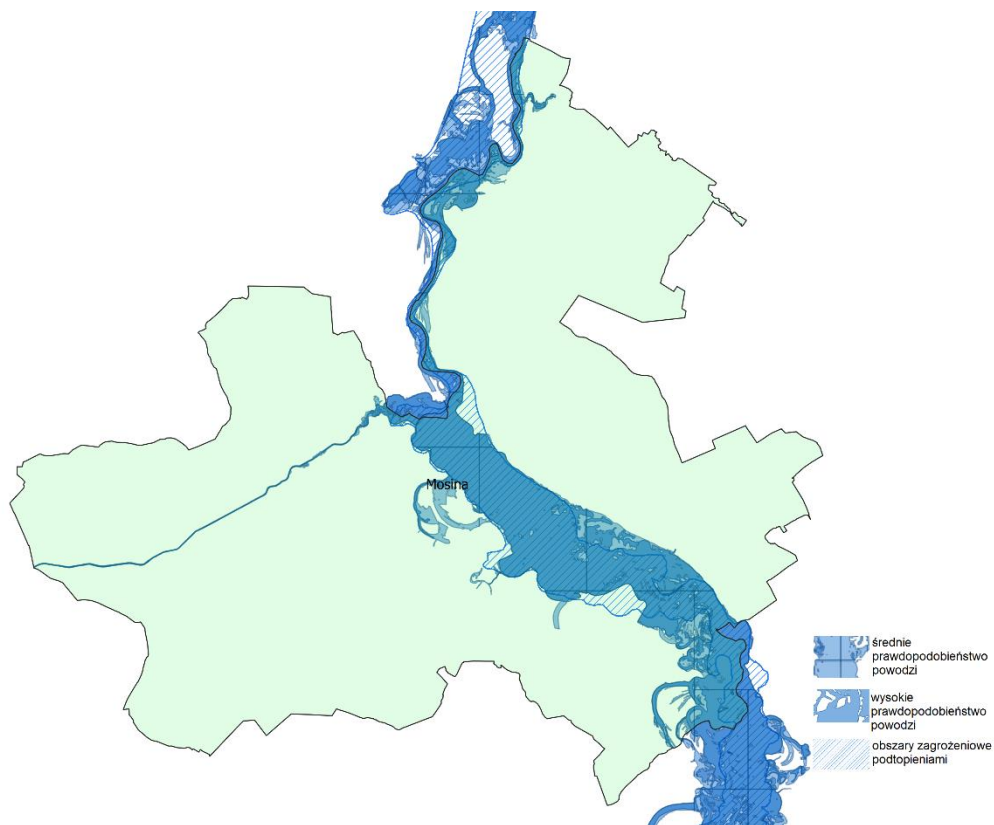 Mosina
średnie
prawdopodobieństwo
powodzi
wysokie
prawdopodobieństwo
powodzi
obszary zagrożeniowe
podtopieniami